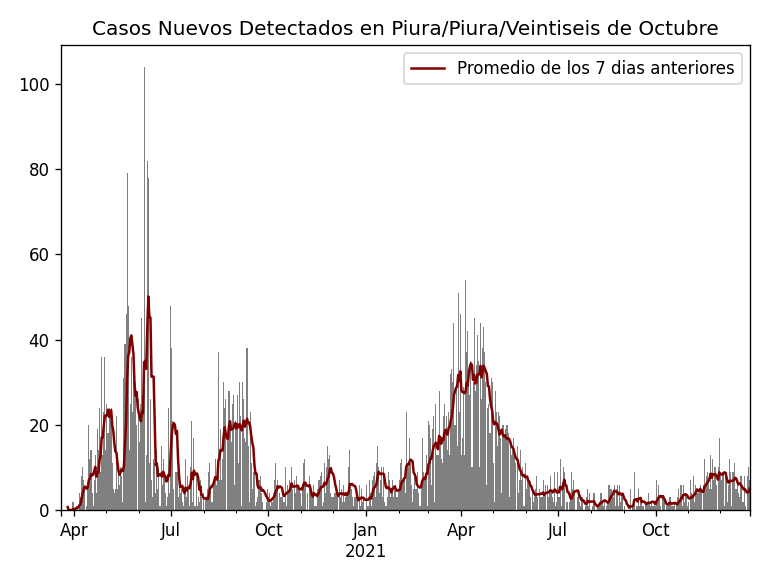 Casos Nuevos Detectados en Piura/Piura/Veintiseis de Octubre
Promedio de los 7 dias anteriores
100
80
60
40
20
0
Apr Jul Oct Jan Apr Jul Oct
2021